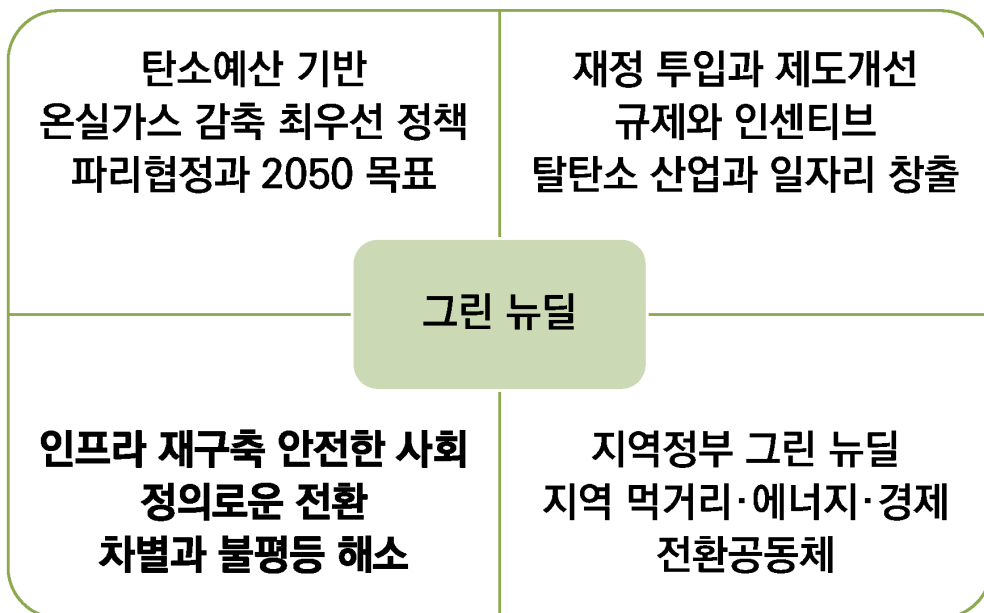 탄소예산 기반
온실가스 감축 최우선 정책
파리협정과 2050 목표
재정 투입과 제도개선
규제와 인센티브
탈탄소 산업과 일자리 창출
그린 뉴딜
인프라 재구축 안전한 사회
정의로운 전환
차별과 불평등 해소
지역정부 그린 뉴딜
지역 먹거리·에너지·경제
전환공동체